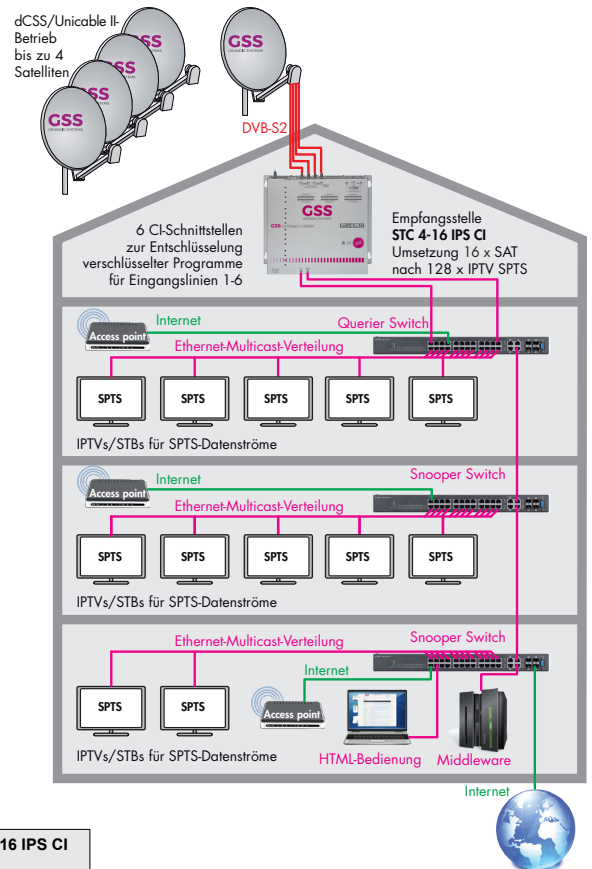 dCSS/Unicable II-
Betrieb
bis zu 4
Satelliten
GSS
GSS
GSS
GSS
GRUNDIG SYSTEMS
GSS
GRUNDIG SYSTEMS
DVB-S2
6 CI-Schnittstellen
zur Entschlüsselung
verschlüsselter Programme
für Eingangslinien 1-6
GSS
Empfangsstelle
STC 4-16 IPS CI
Umsetzung 16 x SAT
nach 128 x IPTV SPTS
Internet
Querier Switch
Access point
Ethernet-Multicast-Verteilung
SPTS
SPTS
SPTS
SPTS
SPTS
IPTVs/STBs für SPTS-Datenströme
Internet
Snooper Switch
Access point
Ethernet-Multicast-Verteilung
SPTS
SPTS
SPTS
SPTS
SPTS
IPTVs/STBs für SPTS-Datenströme
Ethernet-Multicast-Verteilung
Snooper Switch
Internet
SPTS
SPTS
Access point
IPTVs/STBs für SPTS-Datenströme
HTML-Bedienung
Middleware
Internet
16 IPS CI